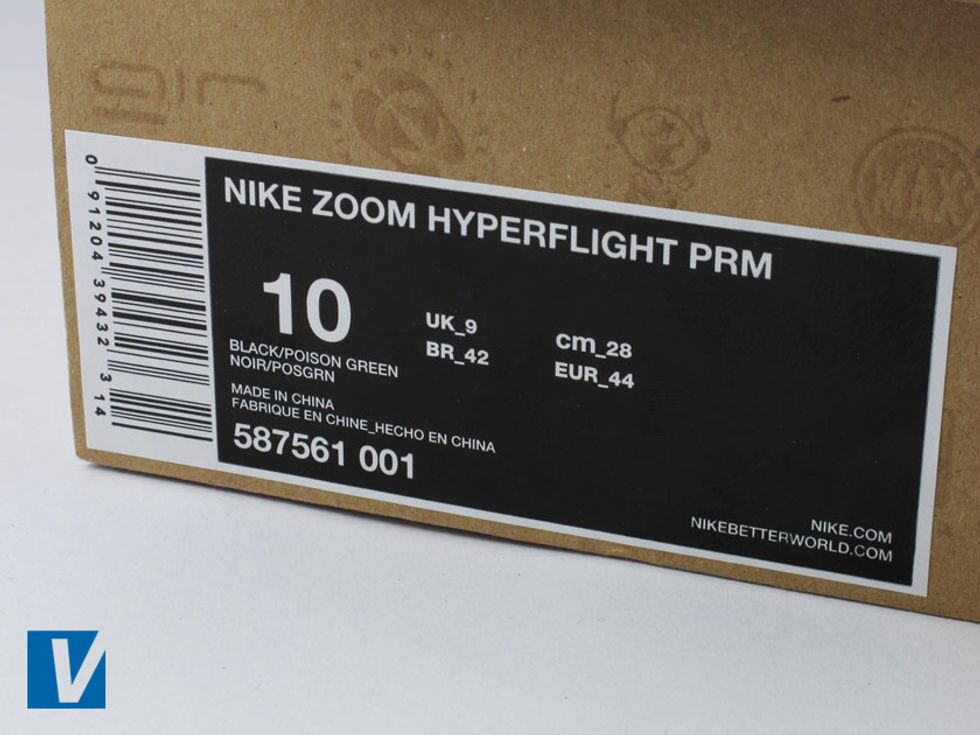 NIKE ZOOM HYPERFLIGHT PRM
10
UK_9
cm_28
BR_42
EUR_44
BLACK/POISON GREEN
NOIR/POSGRN
MADE IN CHINA
FABRIQUE EN CHINE_HECHO EN CHINA
587561 001
NIKE.COM
NIKEBETTERWORLD.COM
0 91204 39432 3 14
MAX
V